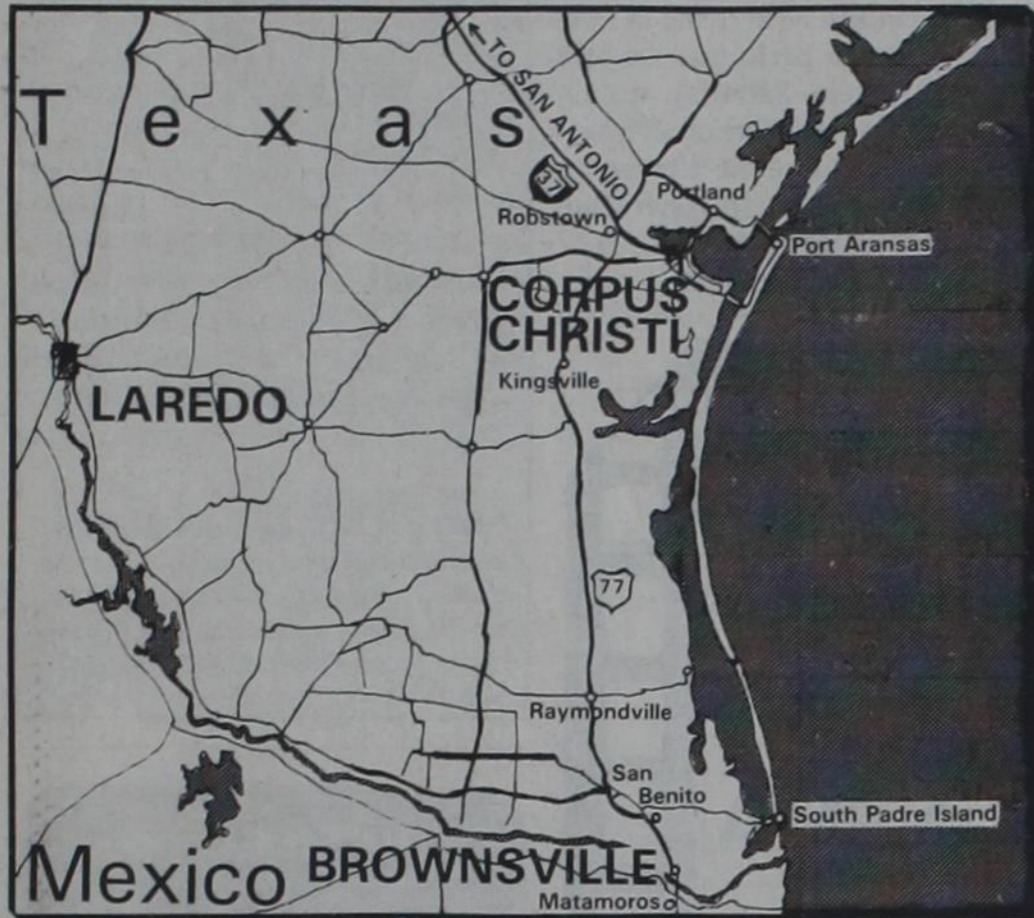 TO SAN ANTONIO
Texas
37
Portland
Robstown
Port Aransas
CORPUS
CHRISTI
Kingsville
LAREDO
77
Raymondville
San
Benito
South Padre Island
Mexico
BROWNSVILLE
Matamoros